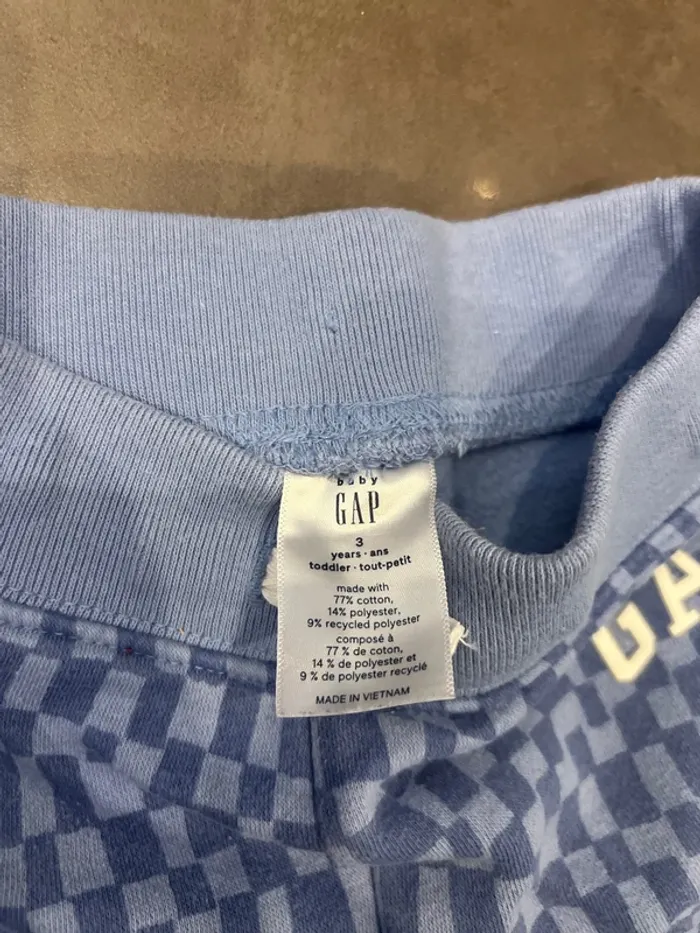 baby
GAP
3
years · ans
toddler · tout-petit
made with
77% cotton,
14% polyester,
9% recycled polyester
composé à
77 % de coton,
14 % de polyester et
9 % de polyester recyclé
MADE IN VIETNAM
GA